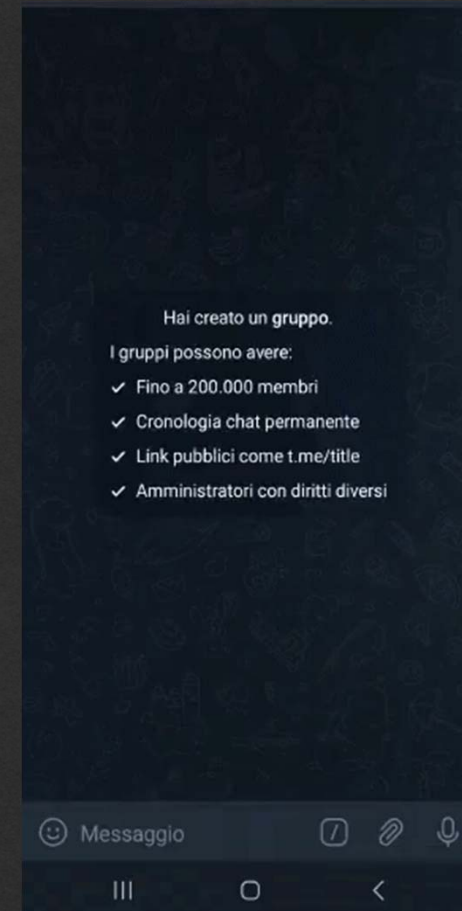 Hai creato un gruppo.
I gruppi possono avere:
Fino a 200.000 membri
Cronologia chat permanente
Link pubblici come t.me/title
Amministratori con diritti diversi
Messaggio